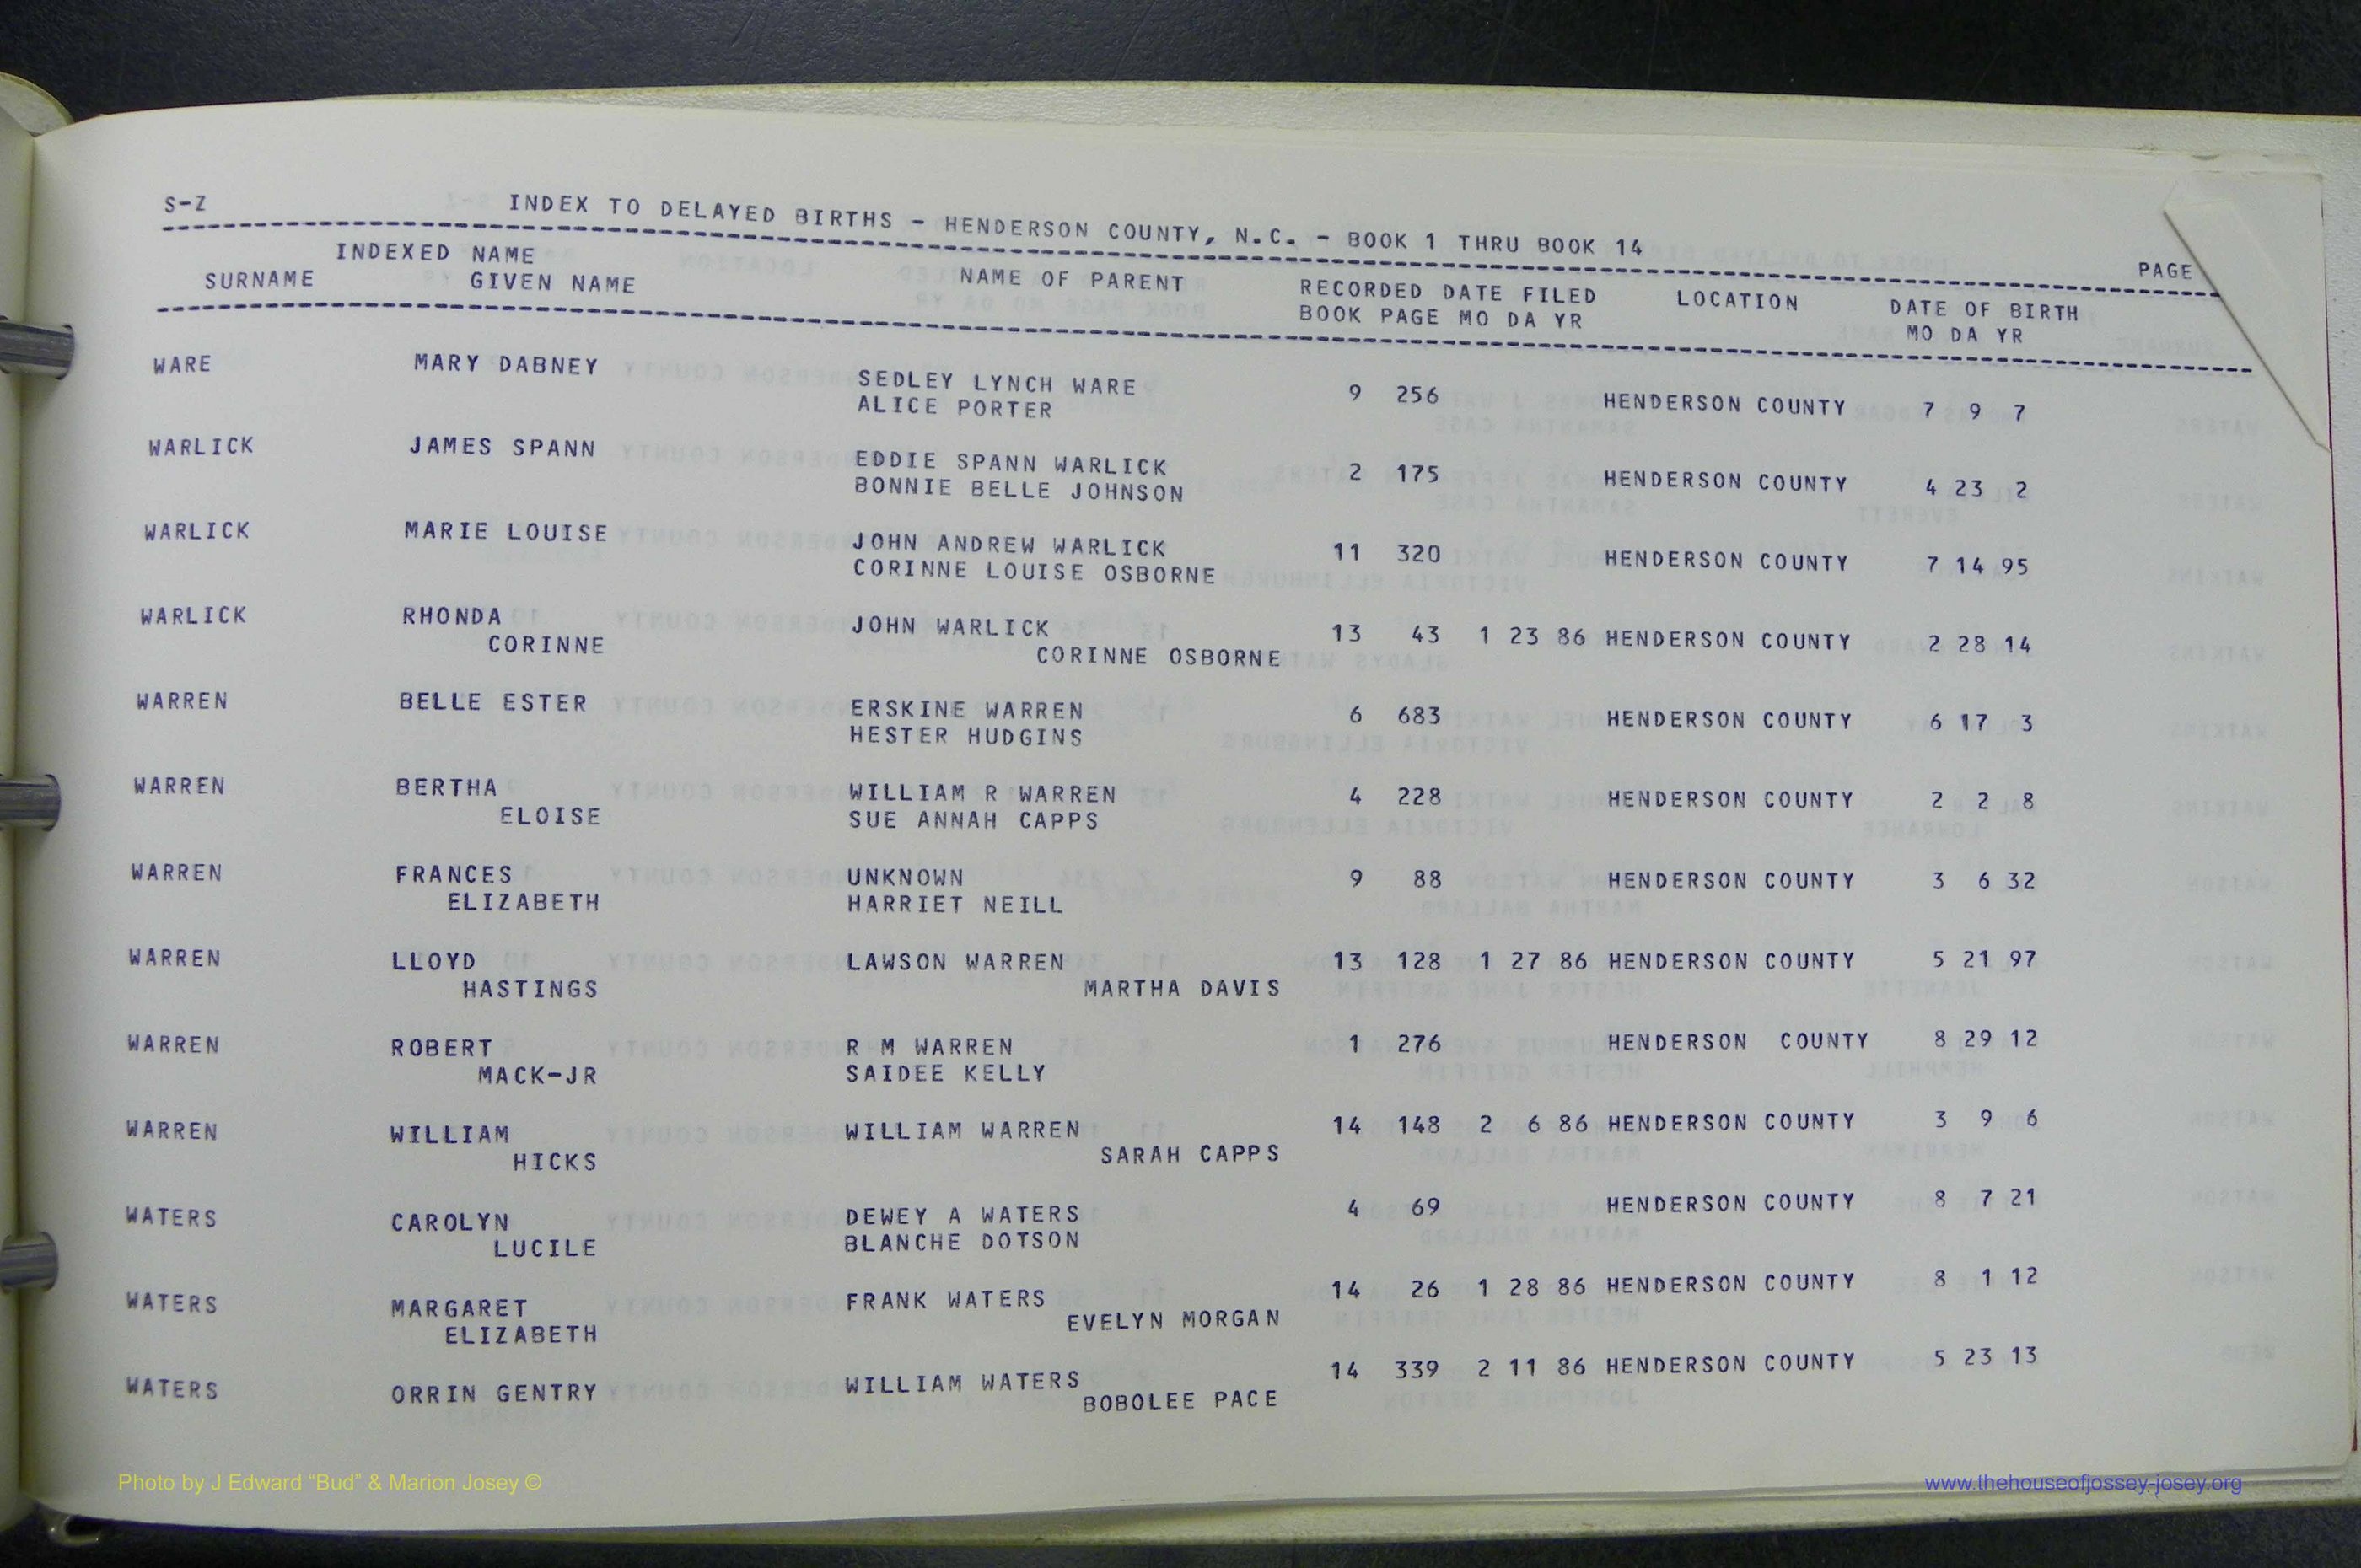 S-Z INDEX TO DELAYED BIRTHS - HENDERSON COUNTY, N.C. - BOOK 1 THRU BOOK 14 PAGE
INDEXED NAME
SURNAME GIVEN NAME NAME OF PARENT RECORDED DATE FILED LOCATION DATE OF BIRTH
BOOK PAGE MO DA YR MO DA YR
WARE MARY DABNEY SEDLEY LYNCH WARE 9 256 HENDERSON COUNTY 7 9 7
ALICE PORTER
WARLICK JAMES SPANN EDDIE SPANN WARLICK 2 175 HENDERSON COUNTY 4 23 2
BONNIE BELLE JOHNSON
WARLICK MARIE LOUISE JOHN ANDREW WARLICK 11 320 HENDERSON COUNTY 7 14 95
CORINNE LOUISE OSBORNE
WARLICK RHONDA JOHN WARLICK 13 43 1 23 86 HENDERSON COUNTY 2 28 14
CORINNE CORINNE OSBORNE
WARREN BELLE ESTER ERSKINE WARREN 6 683 HENDERSON COUNTY 6 17 3
HESTER HUDGINS
WARREN BERTHA WILLIAM R WARREN 4 228 HENDERSON COUNTY 2 2 8
ELOISE SUE ANNAH CAPPS
WARREN FRANCES UNKNOWN 9 88 HENDERSON COUNTY 3 6 32
ELIZABETH HARRIET NEILL
WARREN LLOYD LAWSON WARREN 13 128 1 27 86 HENDERSON COUNTY 5 21 97
HASTINGS MARTHA DAVIS
WARREN ROBERT R M WARREN 1 276 HENDERSON COUNTY 8 29 12
MACK-JR SAIDEE KELLY
WARREN WILLIAM WILLIAM WARREN 14 148 2 6 86 HENDERSON COUNTY 3 9 6
HICKS SARAH CAPPS
WATERS CAROLYN DEWEY A WATERS 4 69 HENDERSON COUNTY 8 7 21
LUCILE BLANCHE DOTSON
WATERS MARGARET FRANK WATERS 14 26 1 28 86 HENDERSON COUNTY 8 1 12
ELIZABETH EVELYN MORGAN
WATERS ORRIN GENTRY WILLIAM WATERS 14 339 2 11 86 HENDERSON COUNTY 5 23 13
BOBOLEE PACE
Photo by J Edward “Bud” & Marion Josey © www.thehouseofjossey-josey.org